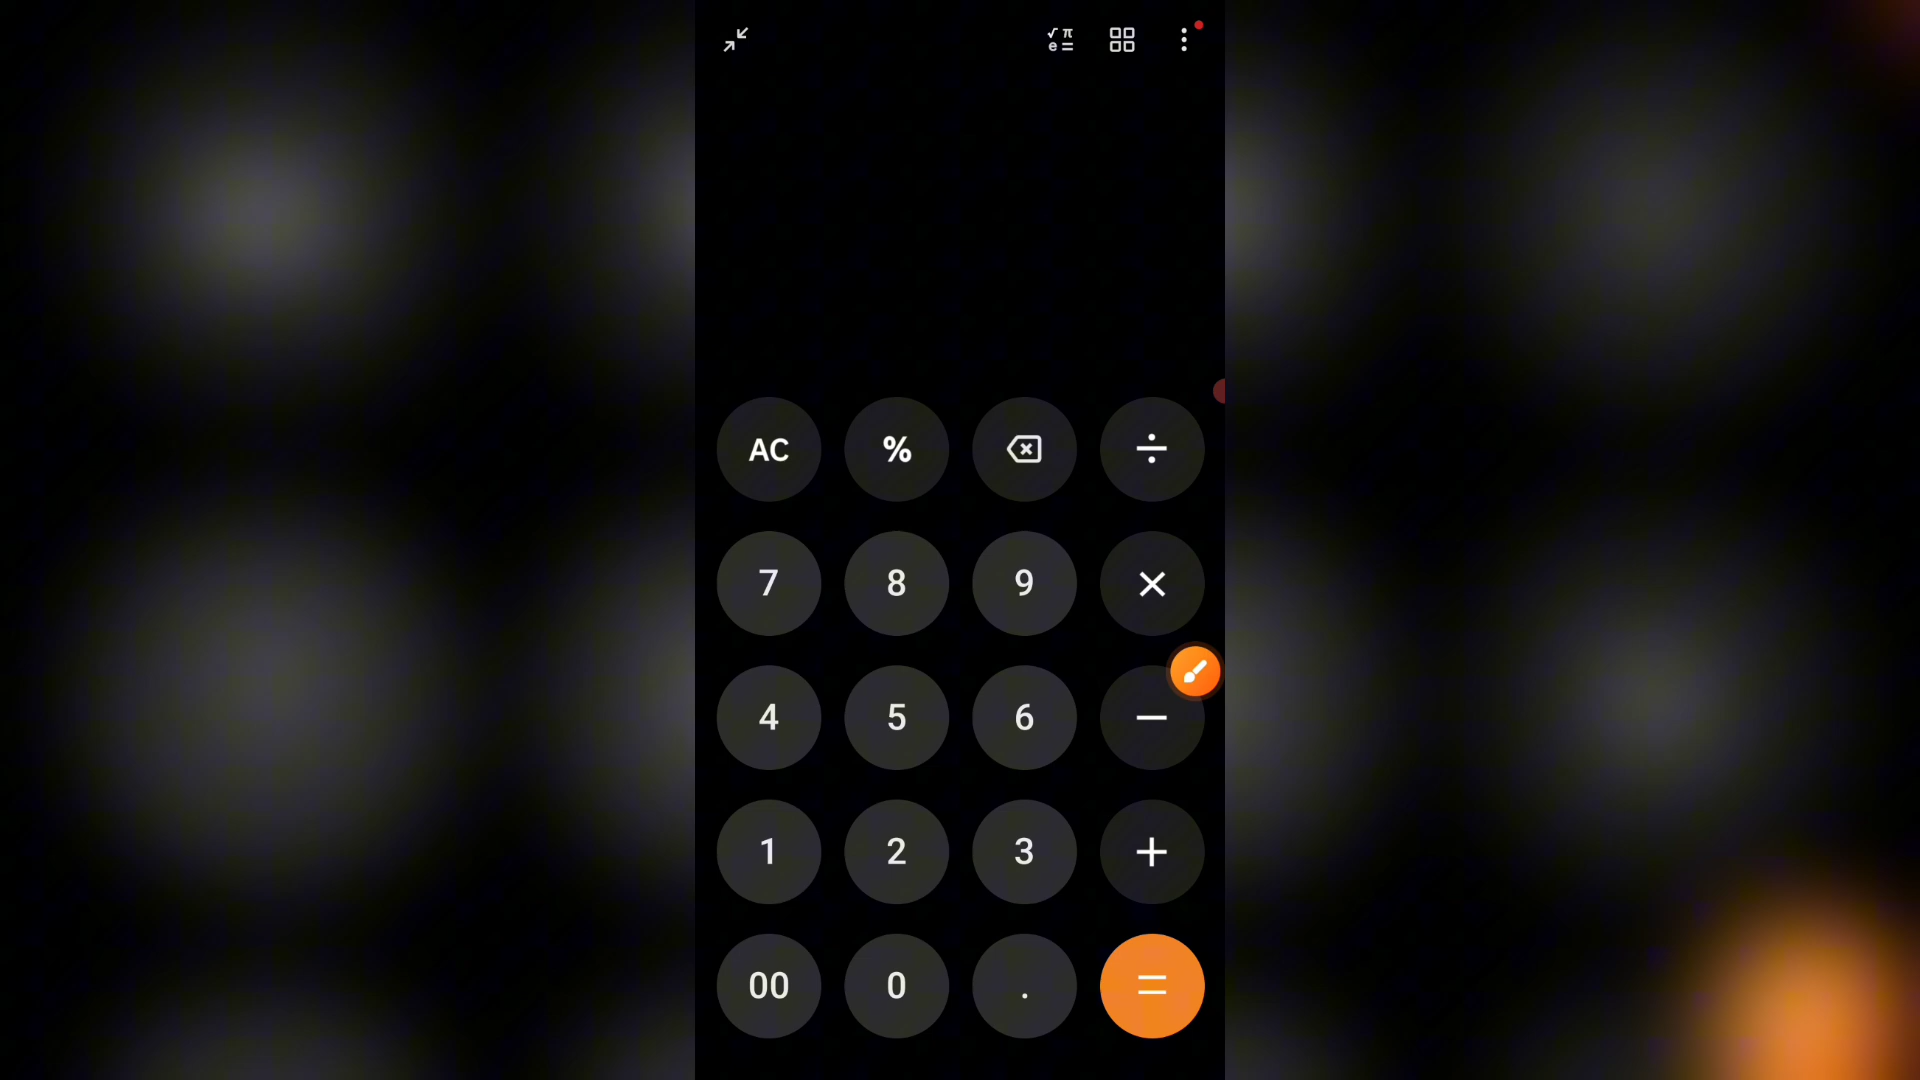 √ π
e =
AC % ÷
7 8 9 ×
4 5 6 −
1 2 3 +
00 0 . =